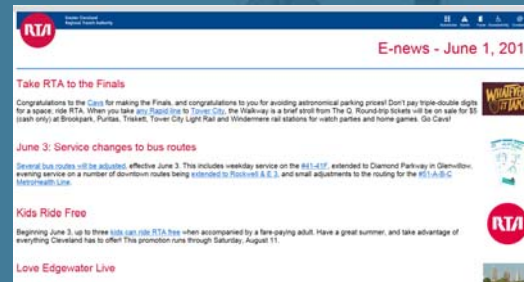 RTA
Greater Cleveland
Regional Transit Authority
E-news - June 1, 201
Take RTA to the Finals
Congratulations to the Cavs for making the Finals, and congratulations to you for avoiding astronomical parking prices! Don't pay triple-double digits
for a space; ride RTA. When you take any Rapid line to Tower City, the Walkway is a brief stroll from The Q. Round-trip tickets will be on sale for $5
(cash only) at Brookpark, Puritas, Triskett, Tower City Light Rail and Windermere rail stations for watch parties and home games. Go Cavs!
WHATEVER
IT TAKE
June 3: Service changes to bus routes
Several bus routes will be adjusted, effective June 3. This includes weekday service on the #41-41F, extended to Diamond Parkway in Glenwillow,
evening service on a number of downtown routes being extended to Rockwell & E.3, and small adjustments to the routing for the #51-A-B-C
MetroHealth Line.
Kids Ride Free
Beginning June 3, up to three kids can ride RTA free when accompanied by a fare-paying adult. Have a great summer, and take advantage of
everything Cleveland has to offer! This promotion runs through Saturday, August 11.
RTA
Love Edgewater Live